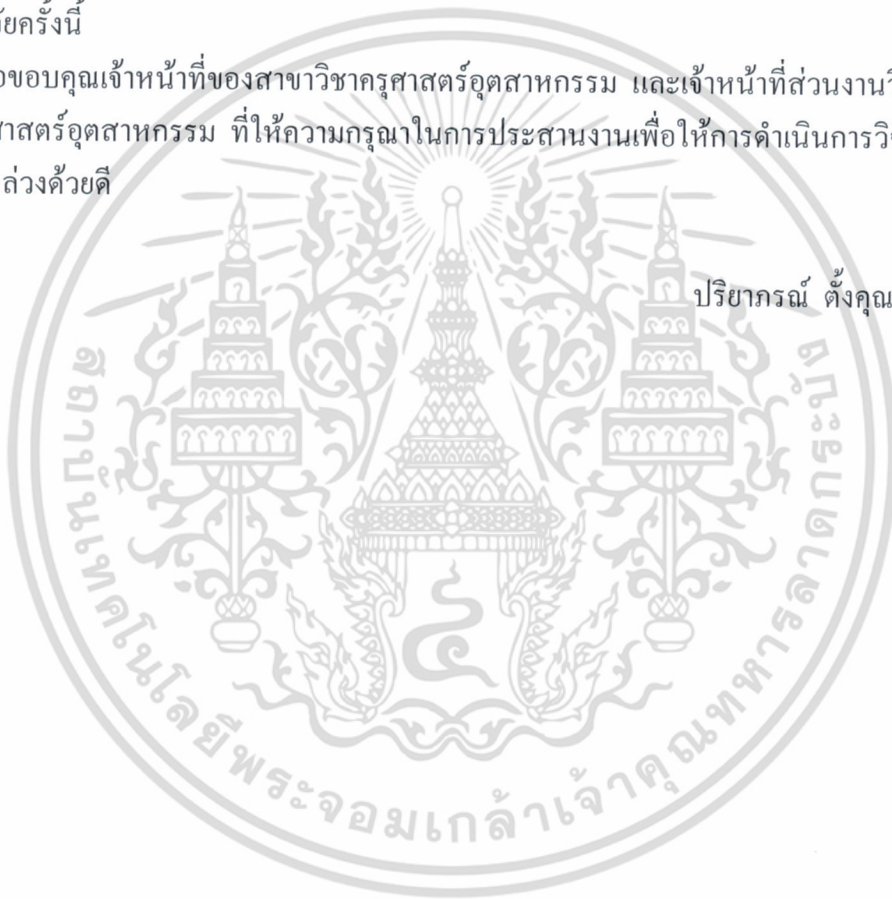 ัยครั้งนี้
อขอบคุณเจ้าหน้าที่ของสาขาวิชาครุศาสตร์อุตสาหกรรม และเจ้าหน้าที่ส่วนงานวิ
ศาสตร์อุตสาหกรรม ที่ให้ความกรุณาในการประสานงานเพื่อให้การดำเนินการวิ
ล่วงด้วยดี
ปริยาภรณ์ ตั้งคุณ
สถาบันเทคโนโลยีพระจอมเกล้าเจ้าคุณทหารลาดกระบัง
๔